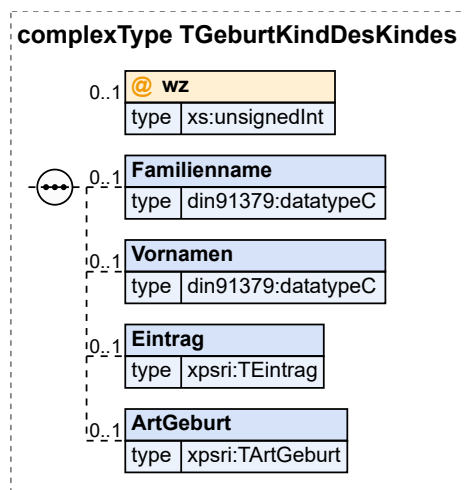 complexType TGeburtKindDesKindes
0..1 @ wz
type xs:unsignedInt
0..1 Familienname
type din91379:datatypeC
0..1 Vornamen
type din91379:datatypeC
0..1 Eintrag
type xpsri:TEintrag
0..1 ArtGeburt
type xpsri:TArtGeburt